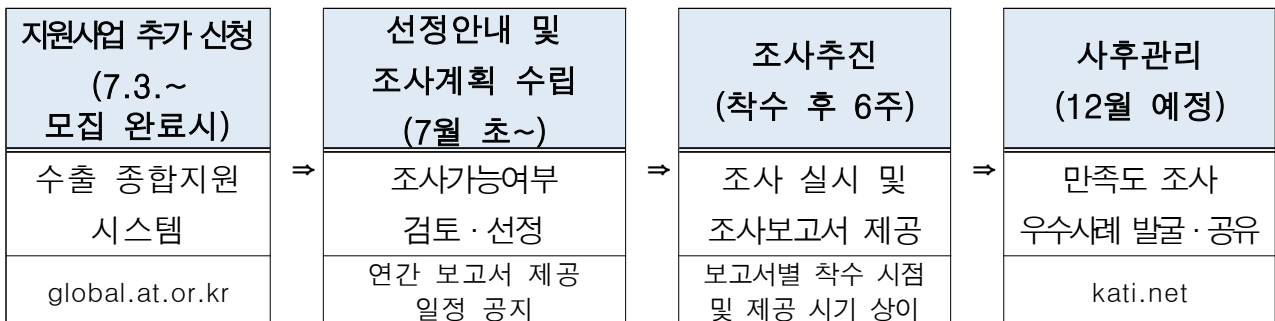 지원사업 추가 신청
(7.3.~
모집 완료시)
수출 종합지원
시스템
global.at.or.kr
⇒
선정안내 및
조사계획 수립
(7월 초~)
조사가능여부
검토·선정
연간 보고서 제공
일정 공지
⇒
조사추진
(착수 후 6주)
조사 실시 및
조사보고서 제공
보고서별 착수 시점
및 제공 시기 상이
⇒
사후관리
(12월 예정)
만족도 조사
우수사례 발굴·공유
kati.net